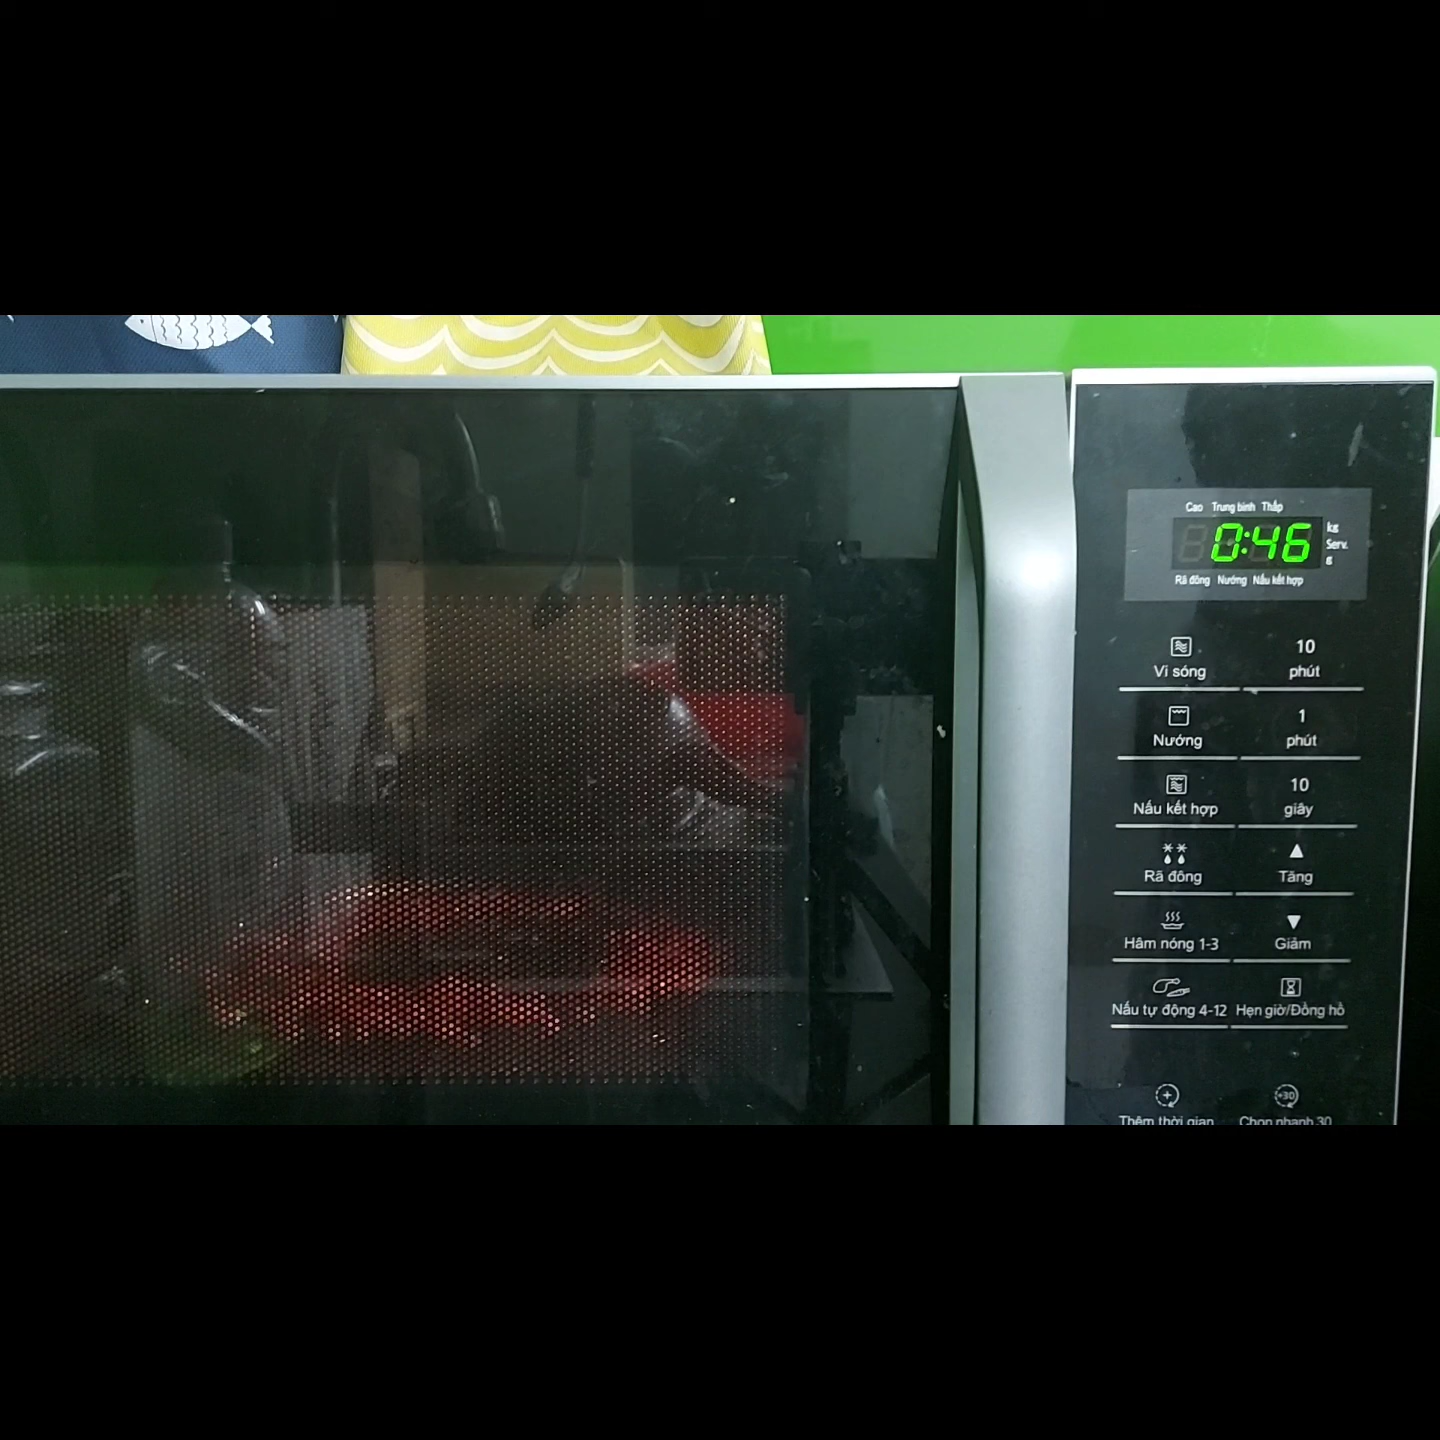 Cao Trung bình Thấp
0:46
kg
Serv.
g
Rã đông Nướng Nấu kết hợp
Vi sóng
10
phút
Nướng
1
phút
Nấu kết hợp
10
giây
Rã đông
Tăng
Hâm nóng 1-3
Giảm
Nấu tự động 4-12
Hẹn giờ/Đồng hồ
+30
Thêm thời gian
Chọn nhanh 30